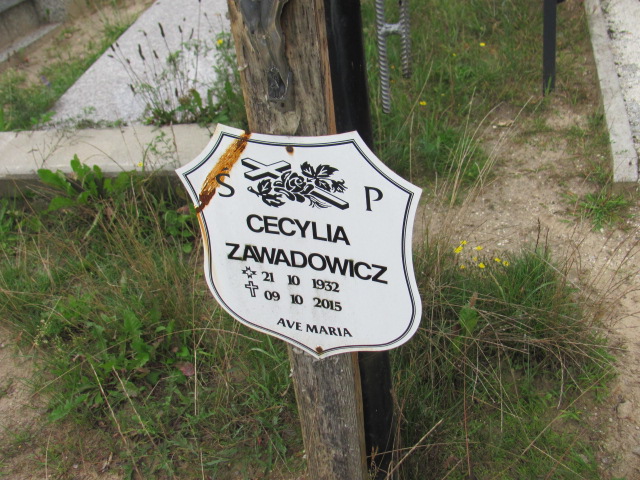 S P
CECYLIA
ZAWADOWICZ
21 10 1932
09 10 2015
AVE MARIA